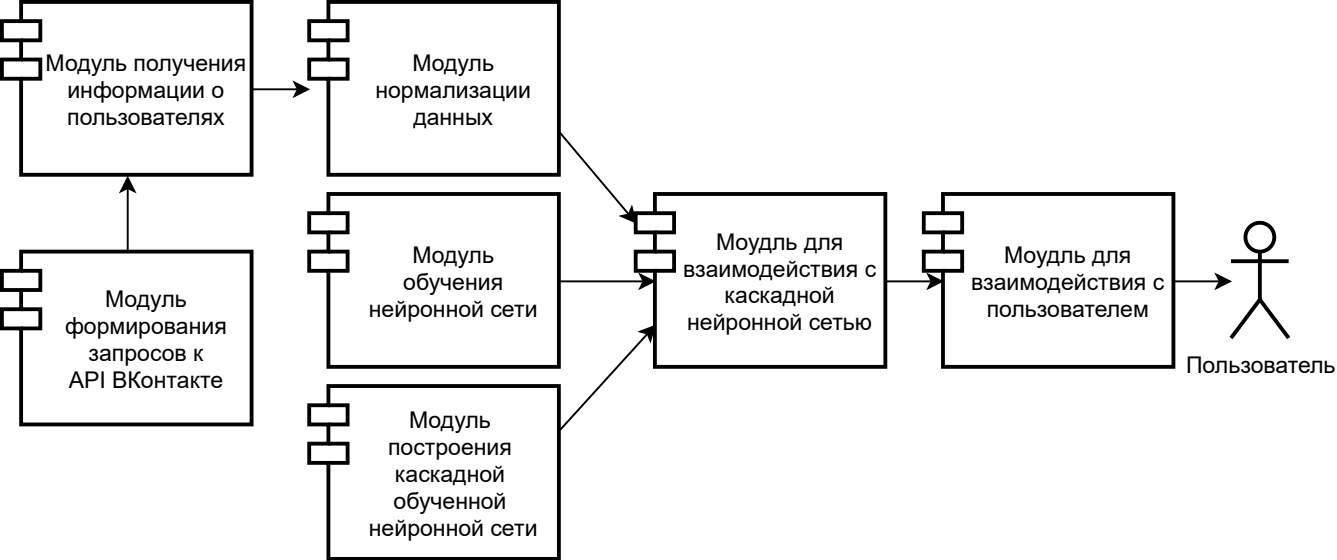 Модуль получения
информации о
пользователях
Модуль
нормализации
данных
Модуль
формирования
запросов к
API ВКонтакте
Модуль
обучения
нейронной сети
Модуль
построения
каскадной
обученной
нейронной сети
Моудль для
взаимодействия с
каскадной
нейронной сетью
Моудль для
взаимодействия с
пользователем
Пользователь